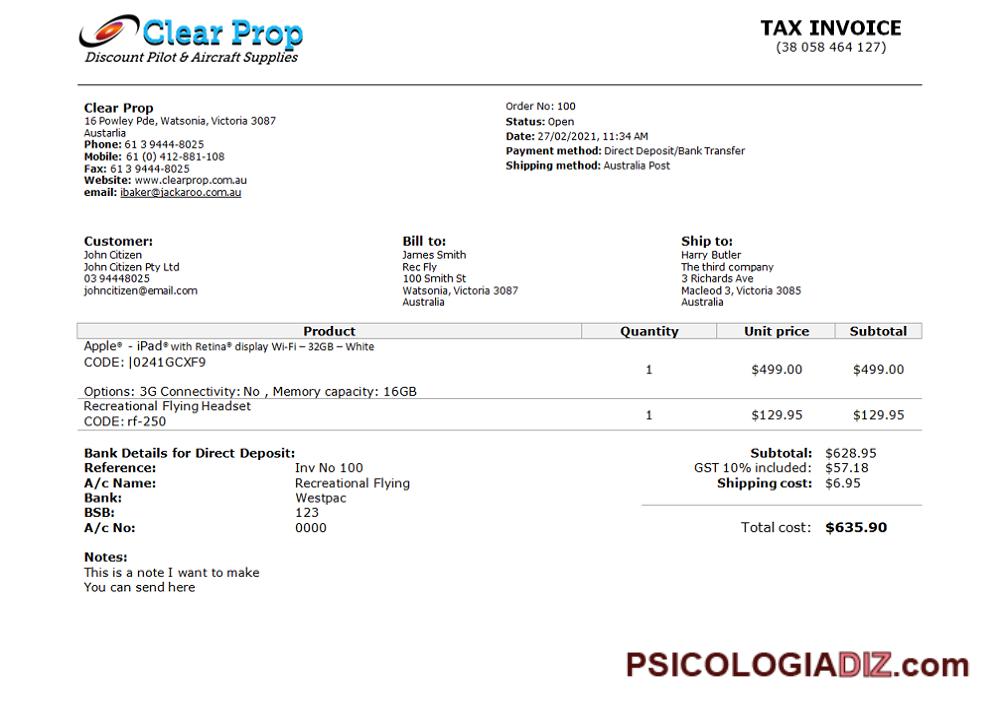 Clear Prop
Discount Pilot & Aircraft Supplies
TAX INVOICE
(38 058 464 127)
Clear Prop
16 Powley Pde, Watsonia, Victoria 3087
Austarlia
Phone: 61 3 9444-8025
Mobile: 61 (0) 412-881-108
Fax: 61 3 9444-8025
Website: www.clearprop.com.au
email: ibaker@jackaroo.com.au
Order No: 100
Status: Open
Date: 27/02/2021, 11:34 AM
Payment method: Direct Deposit/Bank Transfer
Shipping method: Australia Post
Customer:
John Citizen
John Citizen Pty Ltd
03 94448025
johncitizen@email.com
Bill to:
James Smith
Rec Fly
100 Smith St
Watsonia, Victoria 3087
Australia
Ship to:
Harry Butler
The third company
3 Richards Ave
Macleod 3, Victoria 3085
Australia
Product Quantity Unit price Subtotal
Apple® - iPad® with Retina® display Wi-Fi – 32GB – White
CODE: |0241GCXF9
1 $499.00 $499.00
Options: 3G Connectivity: No , Memory capacity: 16GB
Recreational Flying Headset
CODE: rf-250
1 $129.95 $129.95
Bank Details for Direct Deposit:
Reference: Inv No 100
A/c Name: Recreational Flying
Bank: Westpac
BSB: 123
A/c No: 0000
Subtotal: $628.95
GST 10% included: $57.18
Shipping cost: $6.95
Total cost: $635.90
Notes:
This is a note I want to make
You can send here
PSICOLOGIADIZ.com